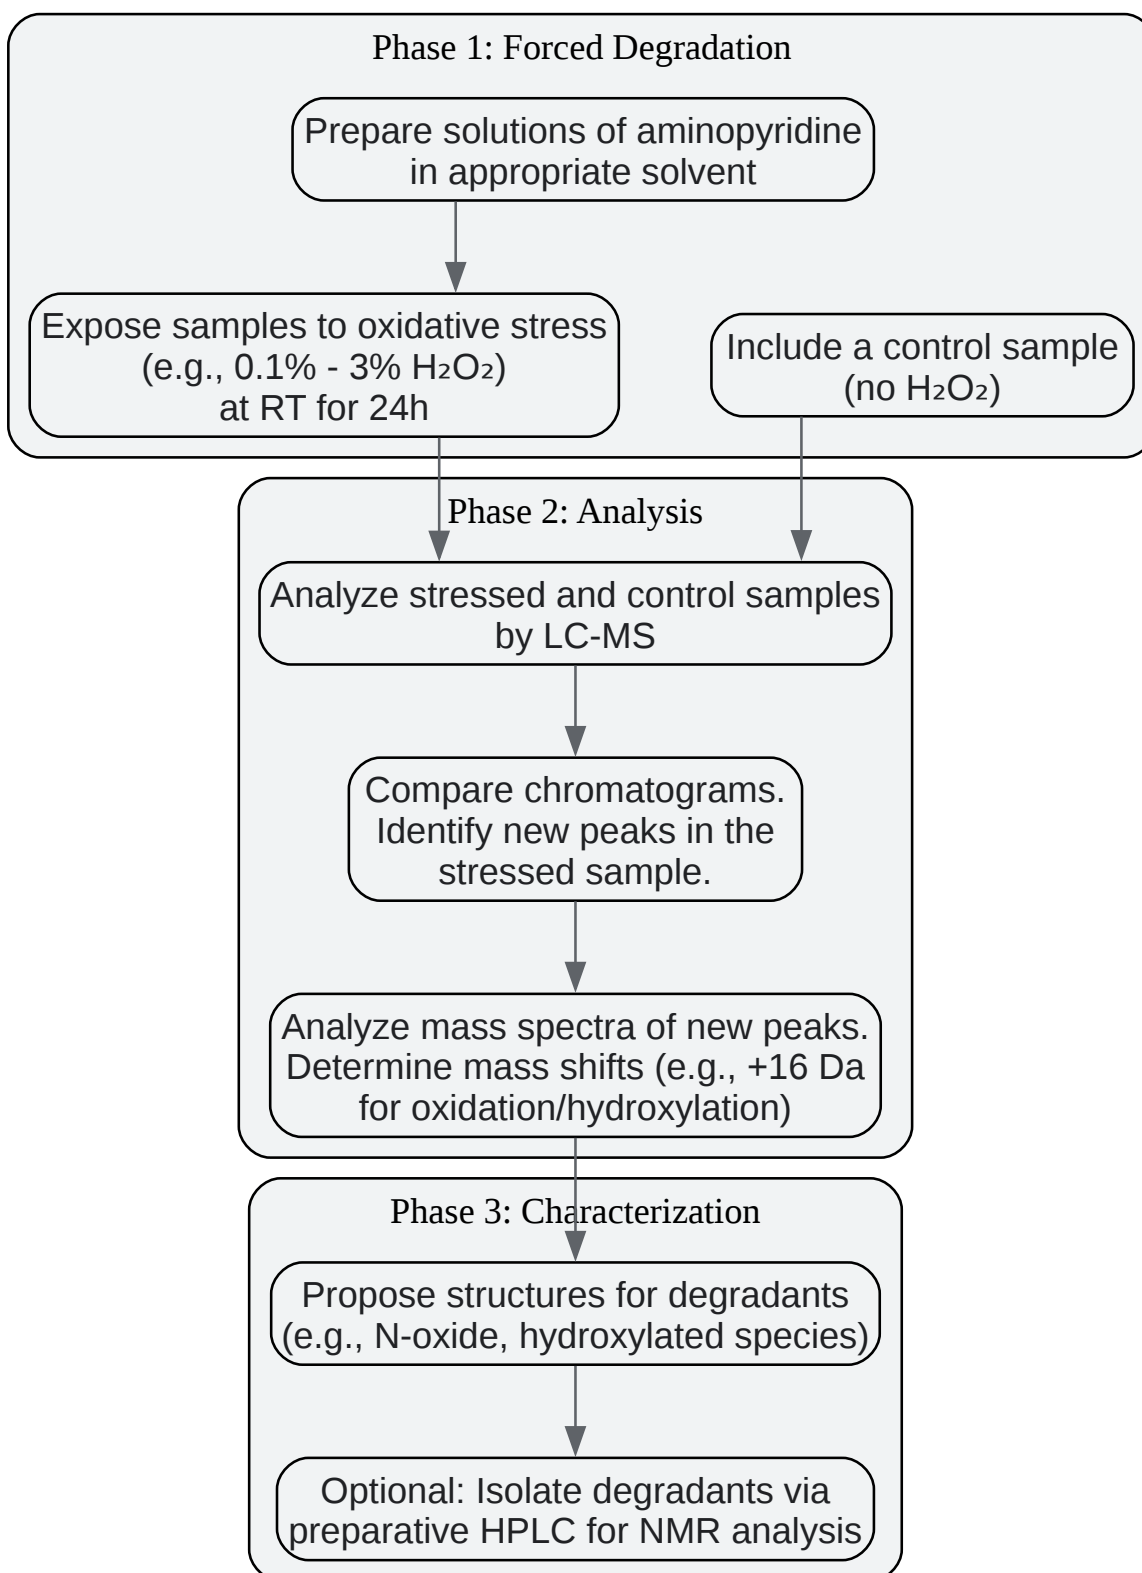 Phase 1: Forced Degradation
Prepare solutions of aminopyridine
in appropriate solvent
Expose samples to oxidative stress
(e.g., 0.1% - 3% H₂O₂)
at RT for 24h
Include a control sample
(no H₂O₂)
Phase 2: Analysis
Analyze stressed and control samples
by LC-MS
Compare chromatograms.
Identify new peaks in the
stressed sample.
Analyze mass spectra of new peaks.
Determine mass shifts (e.g., +16 Da
for oxidation/hydroxylation)
Phase 3: Characterization
Propose structures for degradants
(e.g., N-oxide, hydroxylated species)
Optional: Isolate degradants via
preparative HPLC for NMR analysis